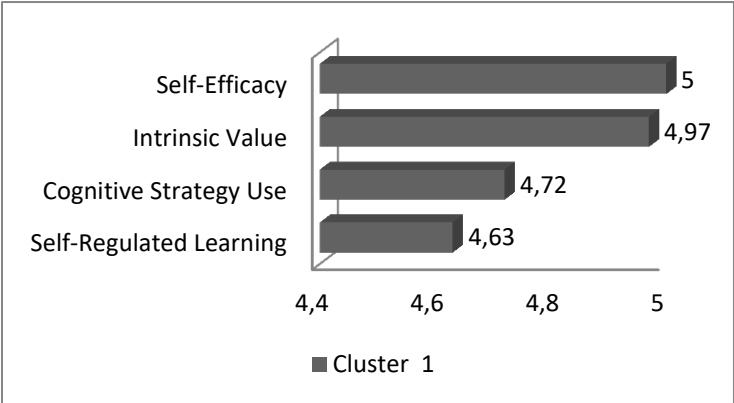 Self-Efficacy 5
Intrinsic Value 4,97
Cognitive Strategy Use 4,72
Self-Regulated Learning 4,63
4,4 4,6 4,8 5
Cluster 1